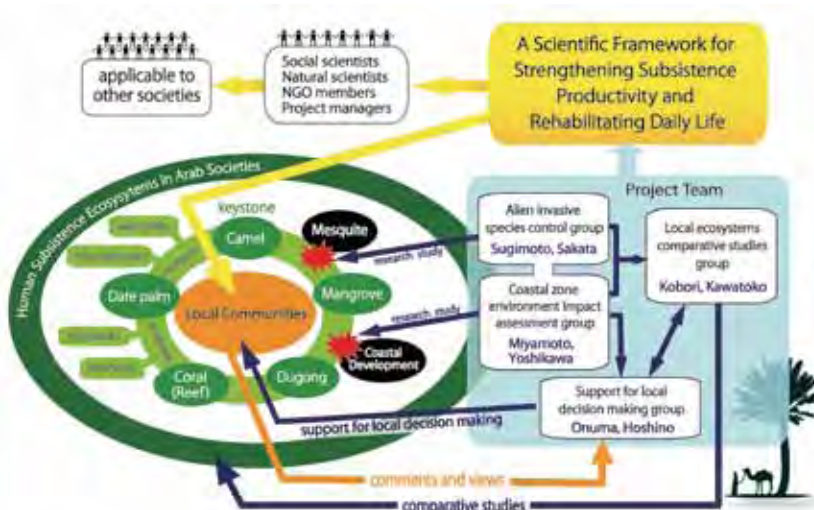 applicable to
other societies
Social scientists
Natural scientists
NGO members
Project managers
A Scientific Framework for
Strengthening Subsistence
Productivity and
Rehabilitating Daily Life
Human Subsistence Ecosysytems in Arab Societies
keystone
Camel
Mesquite
Date palm
Local Communities
Mangrove
Coral
(Reef)
Dugong
Coastal
Development
research study
research study
Project Team
Alien invasive
species control group
Sugimoto, Sakata
Coastal zone
environment impact
assessment group
Miyamoto,
Yoshikawa
Local ecosystems
comparative studies
group
Kobori, Kawatoko
Support for local
decision making group
Onuma, Hoshino
support for local decision making
comments and views
comparative studies